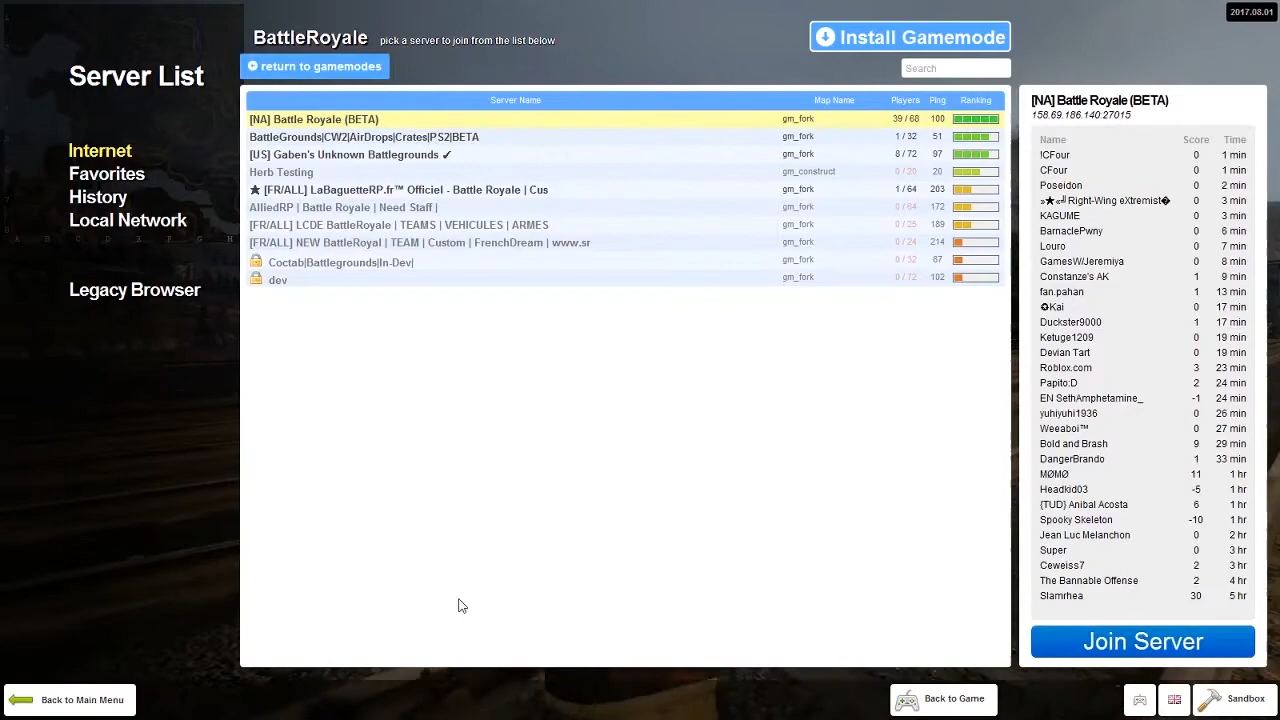 2017.08.01
BattleRoyale pick a server to join from the list below
Install Gamemode
Server List
return to gamemodes
Search
Server Name Map Name Players Ping Ranking
[NA] Battle Royale (BETA) gm_fork 39 / 68 100
BattleGrounds|CW2|AirDrops|Crates|PS2|BETA gm_fork 1 / 32 51
[US] Gaben's Unknown Battlegrounds ✔ gm_fork 8 / 72 97
Herb Testing gm_construct 0 / 20 20
★ [FR/ALL] LaBaguetteRP.fr™ Officiel - Battle Royale | Cus gm_fork 1 / 64 203
AlliedRP | Battle Royale | Need Staff | gm_fork 0 / 64 172
[FR/ALL] LCDE BattleRoyale | TEAMS | VEHICULES | ARMES gm_fork 0 / 25 189
[FR/ALL] NEW BattleRoyal | TEAM | Custom | FrenchDream | www.sr gm_fork 0 / 24 214
Coctab|Battlegrounds|In-Dev| gm_fork 0 / 32 87
dev gm_fork 0 / 72 102
Internet
Favorites
History
Local Network
Legacy Browser
[NA] Battle Royale (BETA)
158.69.186.140:27015
Name Score Time
!CFour 0 1 min
CFour 0 1 min
Poseidon 0 2 min
»★«╝ Right-Wing eXtremist� 0 3 min
KAGUME 0 3 min
BarnaclePwny 0 6 min
Louro 0 7 min
GamesW/Jeremiya 0 8 min
Constanze's AK 1 9 min
fan.pahan 1 13 min
♻Kai 0 17 min
Duckster9000 1 17 min
Ketuge1209 0 19 min
Devian Tart 0 19 min
Roblox.com 3 23 min
Papito:D 2 24 min
EN SethAmphetamine_ -1 24 min
yuhiyuhi1936 0 26 min
Weeaboi™ 0 27 min
Bold and Brash 9 29 min
DangerBrando 1 33 min
MØMØ 11 1 hr
Headkid03 -5 1 hr
{TUD} Anibal Acosta 6 1 hr
Spooky Skeleton -10 1 hr
Jean Luc Melanchon 0 2 hr
Super 0 3 hr
Ceweiss7 2 3 hr
The Bannable Offense 2 4 hr
Slamrhea 30 5 hr
Join Server
Back to Main Menu
Back to Game
Sandbox